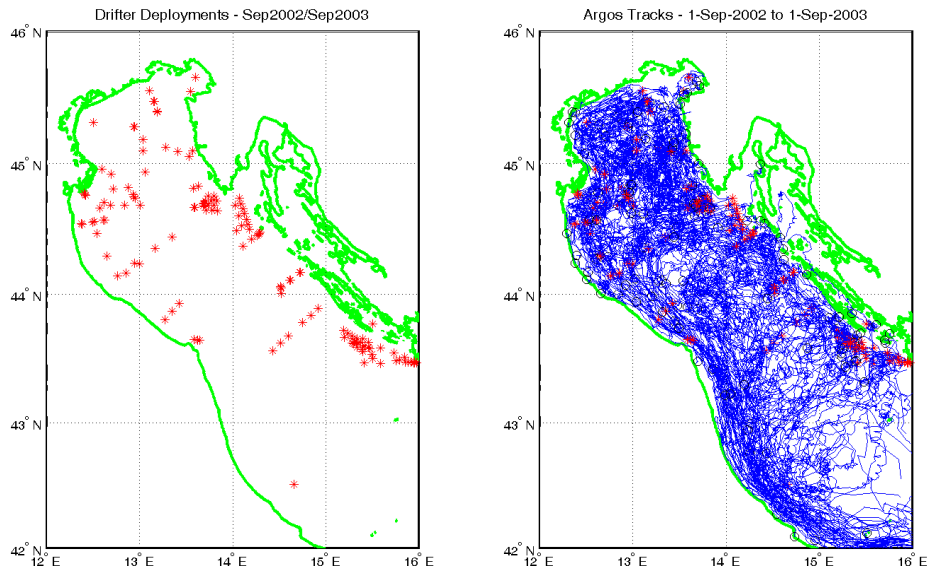 Drifter Deployments - Sep2002/Sep2003
46° N
45° N
44° N
43° N
42° N
12° E
13° E
14° E
15° E
16° E
Argos Tracks - 1-Sep-2002 to 1-Sep-2003
46° N
45° N
44° N
43° N
42° N
12° E
13° E
14° E
15° E
16° E